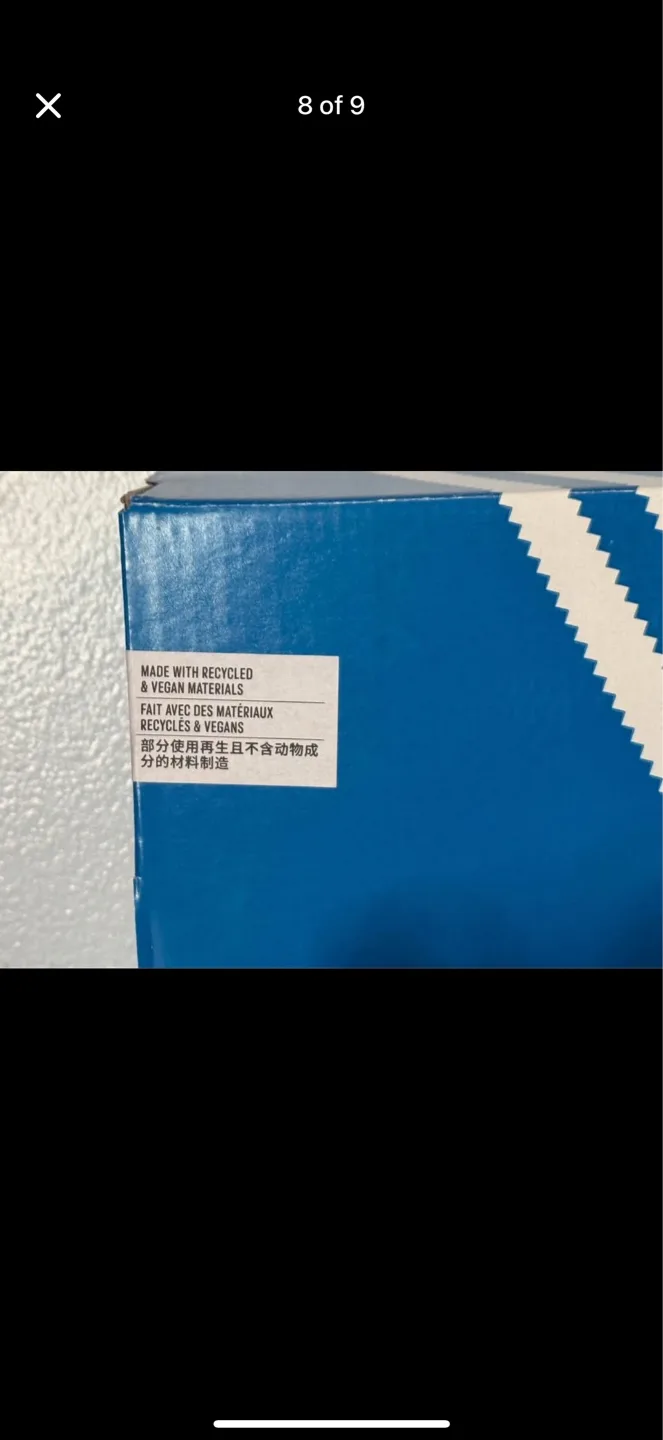 8 of 9
MADE WITH RECYCLED
& VEGAN MATERIALS
FAIT AVEC DES MATÉRIAUX
RECYCLÉS & VEGANS
部分使用再生且不含动物成
分的材料制造